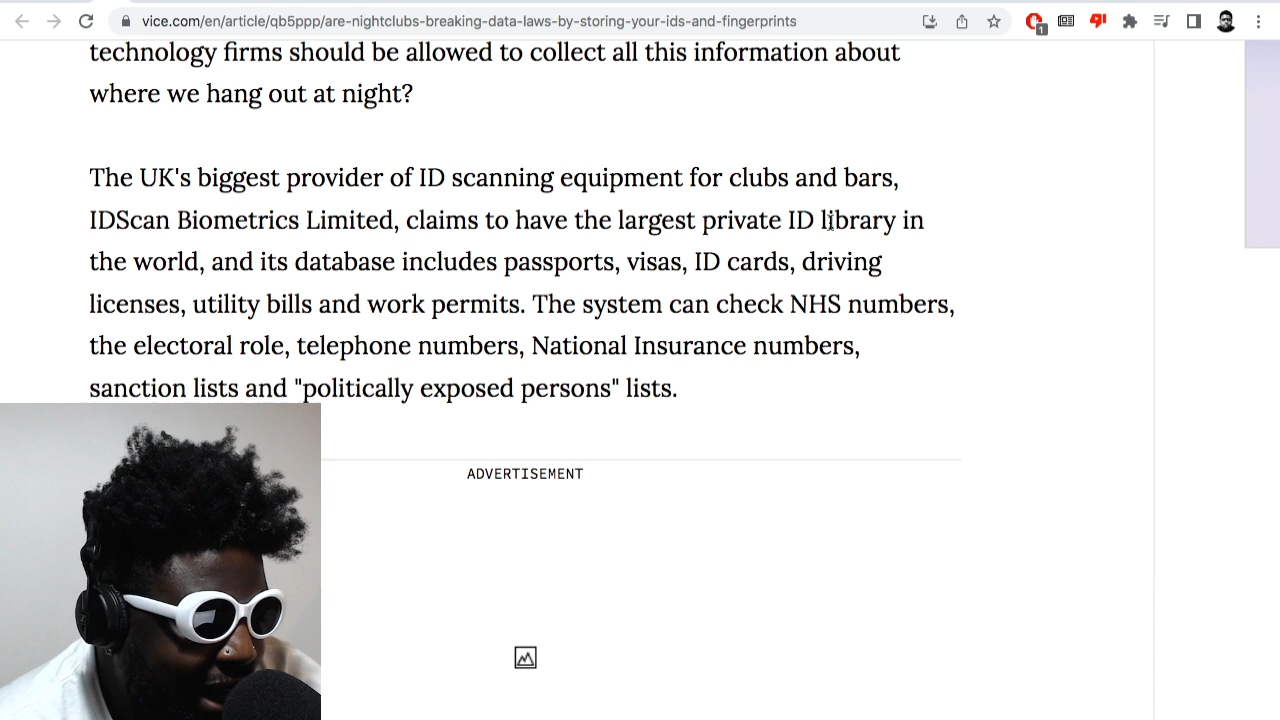 vice.com/en/article/qb5ppp/are-nightclubs-breaking-data-laws-by-storing-your-ids-and-fingerprints
1
technology firms should be allowed to collect all this information about
where we hang out at night?
The UK's biggest provider of ID scanning equipment for clubs and bars,
IDScan Biometrics Limited, claims to have the largest private ID library in
the world, and its database includes passports, visas, ID cards, driving
licenses, utility bills and work permits. The system can check NHS numbers,
the electoral role, telephone numbers, National Insurance numbers,
sanction lists and "politically exposed persons" lists.
ADVERTISEMENT